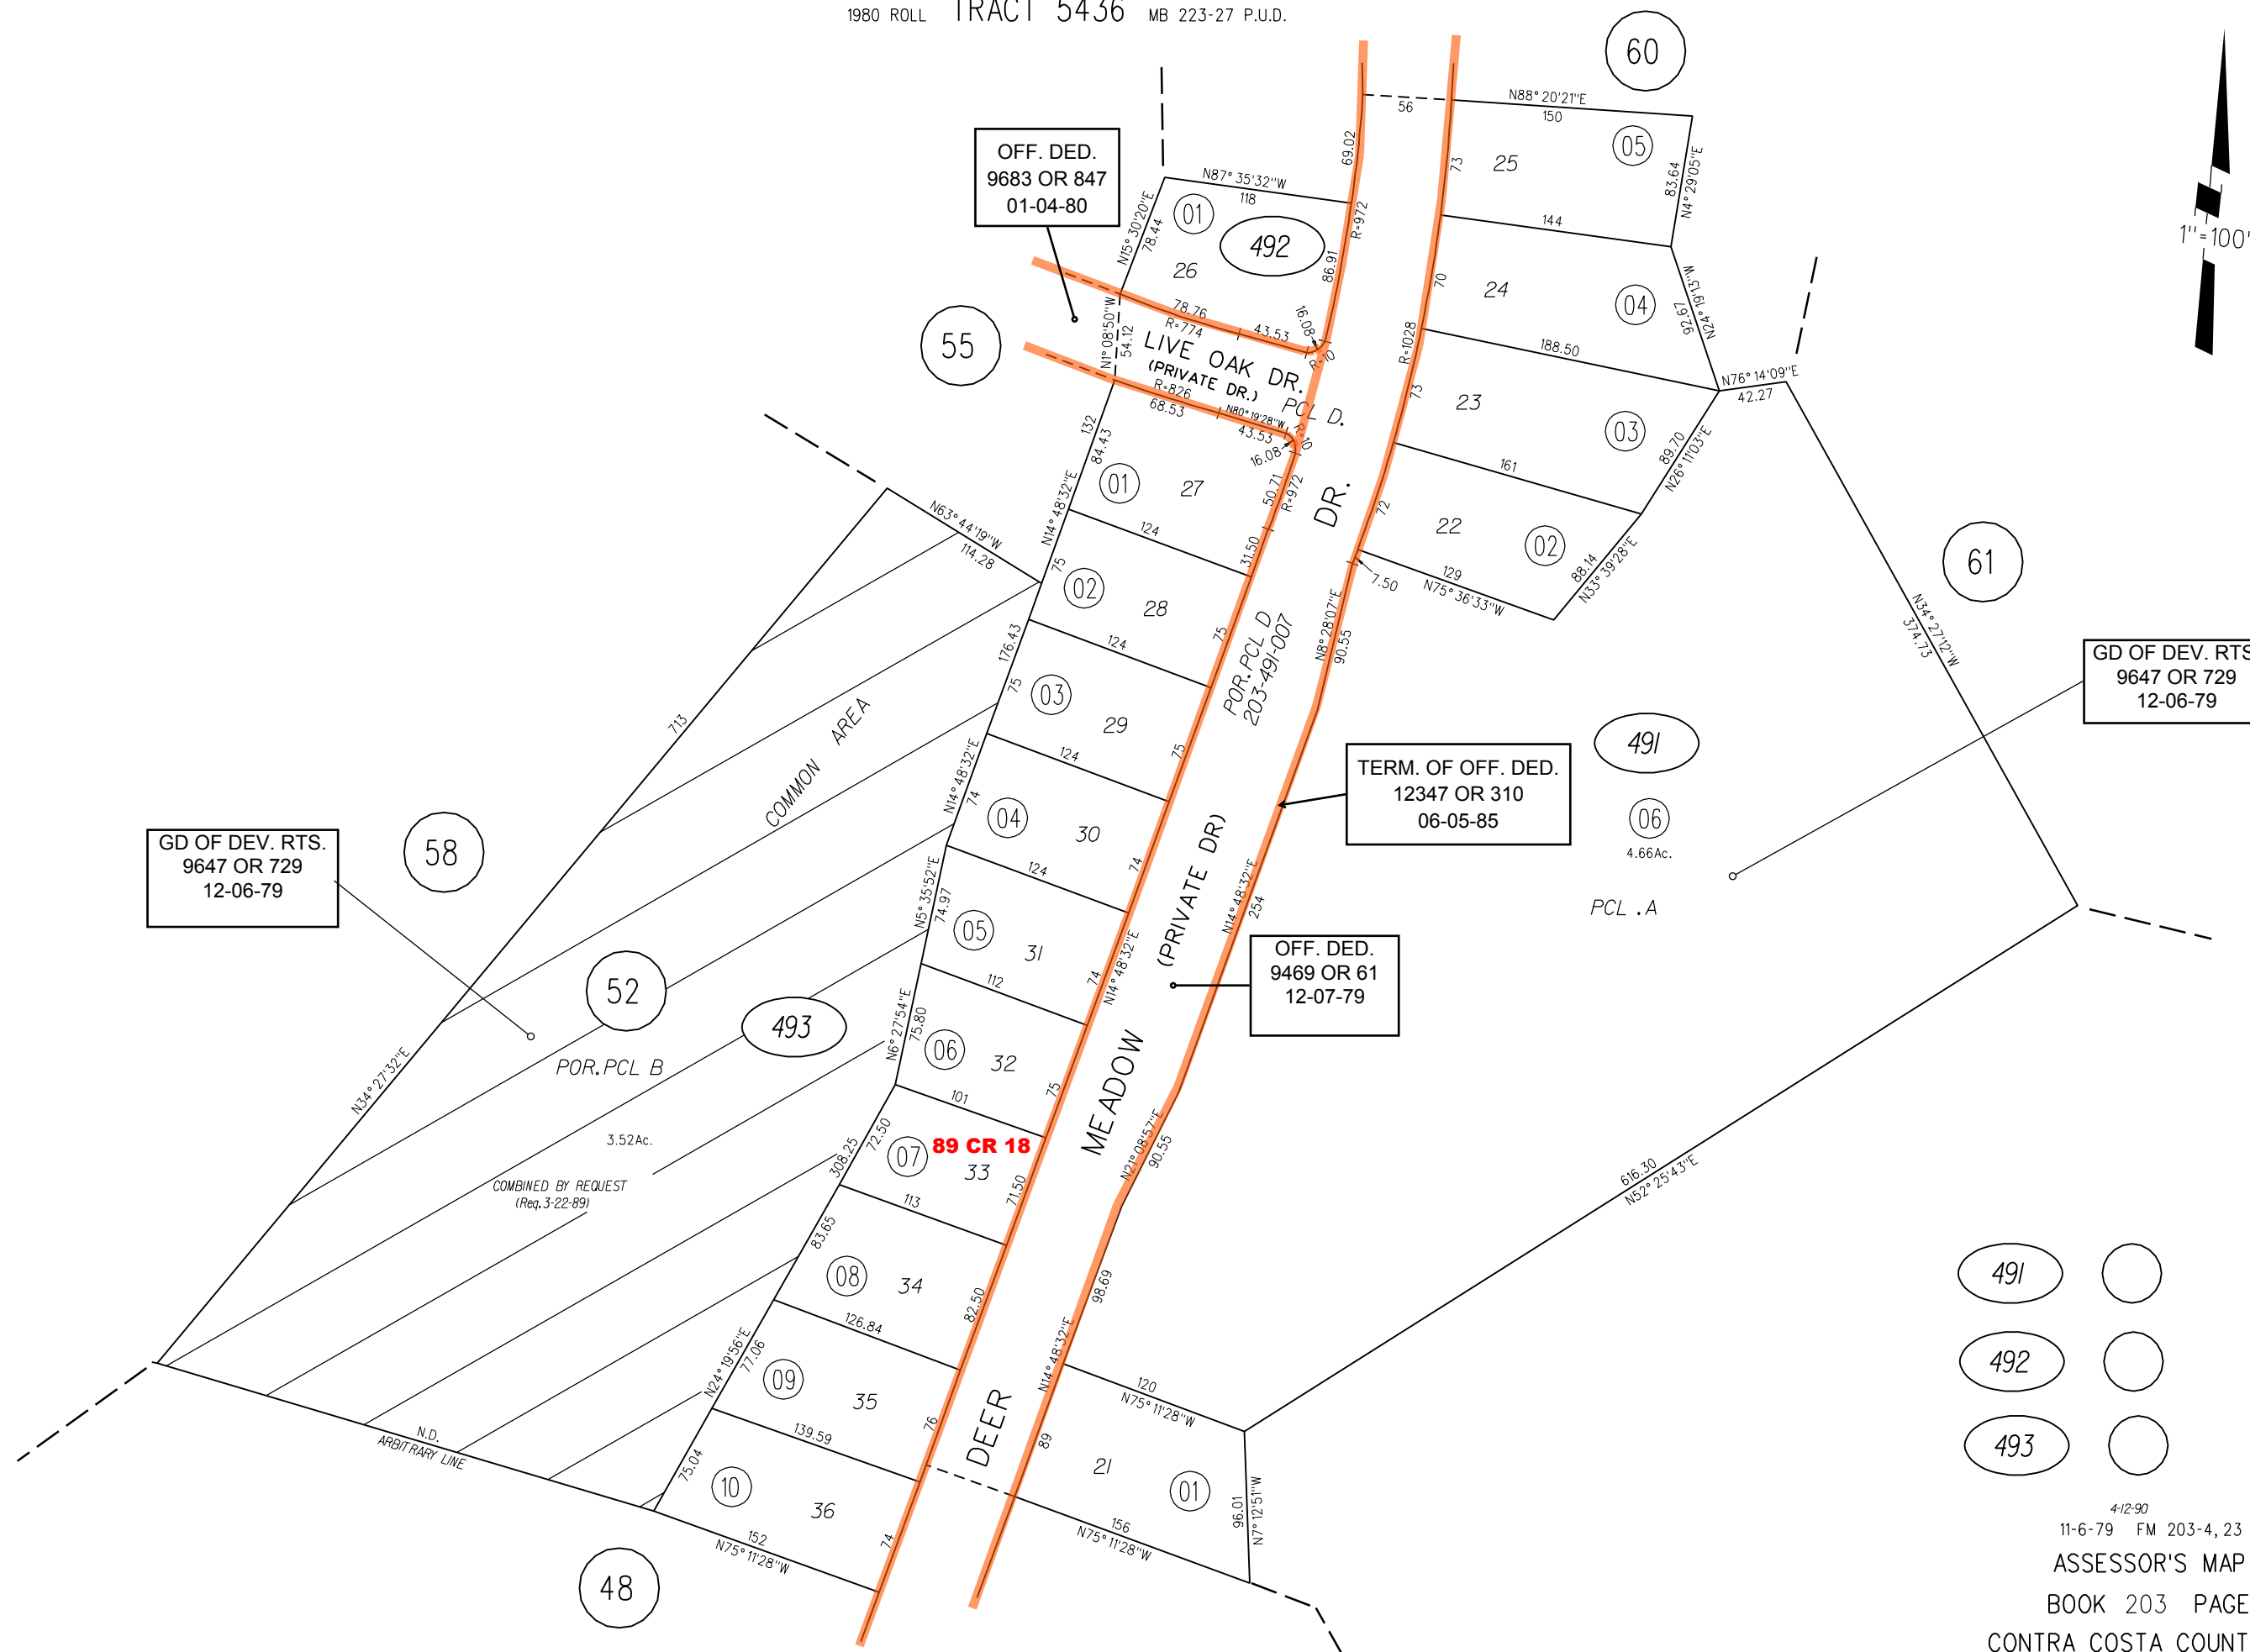 1980 ROLL TRACT 5436 MB 223-27 P.U.D.
60
1"=100'
56
N88°20'21"E
150
05
25
83.64
N4°29'05"E
73
69.02
144
OFF. DED.
9683 OR 847
01-04-80
N87°35'32"W
118
01
492
26
N15°30'20"E
78.44
R=972
86.91
70
24
04
N24°19'13"W
92.67
78.76
R=774
43.53
16.08
R=10
N1°08'50"W
54.12
LIVE OAK DR.
(PRIVATE DR.)
PCL D.
R=826
68.53
N80°19'28"W
43.53
R=10
16.08
55
R=1028
188.50
N76°14'09"E
42.27
73
23
03
89.70
N26°11'03"E
161
132
84.43
01
27
50.71
R=972
DR.
72
22
02
88.14
N33°39'28"E
61
N14°48'32"E
124
31.50
7.50
129
N75°36'33"W
N63°44'19"W
114.28
75
02
28
75
N8°28'07"E
90.55
N34°27'12"W
374.73
176.43
124
POR.PCL D
203-491-007
GD OF DEV. RTS
9647 OR 729
12-06-79
713
COMMON AREA
75
03
29
75
491
124
N14°48'32"E
74
TERM. OF OFF. DED.
12347 OR 310
06-05-85
06
4.66Ac.
PCL .A
GD OF DEV. RTS.
9647 OR 729
12-06-79
58
04
30
74
(PRIVATE DR)
124
N14°48'32"E
254
N5°35'52"E
74.97
05
31
74
N14°48'32"E
OFF. DED.
9469 OR 61
12-07-79
52
493
112
N6°27'54"E
75.80
06
32
75
MEADOW
POR.PCL B
N34°27'32"E
101
3.52Ac.
308.25
72.50
07
89 CR 18
33
71.50
N21°08'57"E
90.55
616.30
N52°25'43"E
COMBINED BY REQUEST
(Req.3-22-89)
113
83.65
08
34
82.50
98.69
491
126.84
N24°19'56"E
77.06
09
35
76
N14°48'32"E
492
120
N75°11'28"W
DEER
N.D.
ARBITRARY LINE
139.59
89
493
75.04
10
36
21
01
96.01
N7°12'51"W
152
N75°11'28"W
74
156
N75°11'28"W
48
4-12-90
11-6-79 FM 203-4,23
ASSESSOR'S MAP
BOOK 203 PAGE
CONTRA COSTA COUNT